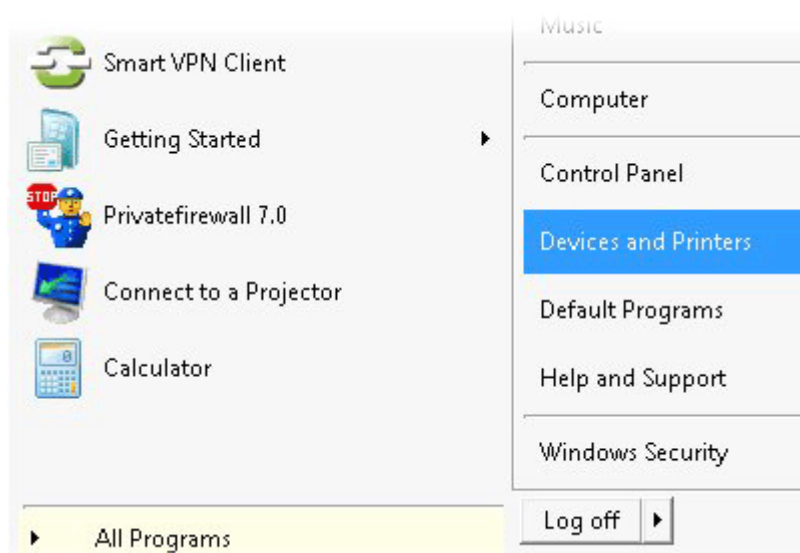 Smart VPN Client
Getting Started
STOP
Privatefirewall 7.0
Connect to a Projector
Calculator
All Programs
Music
Computer
Control Panel
Devices and Printers
Default Programs
Help and Support
Windows Security
Log off